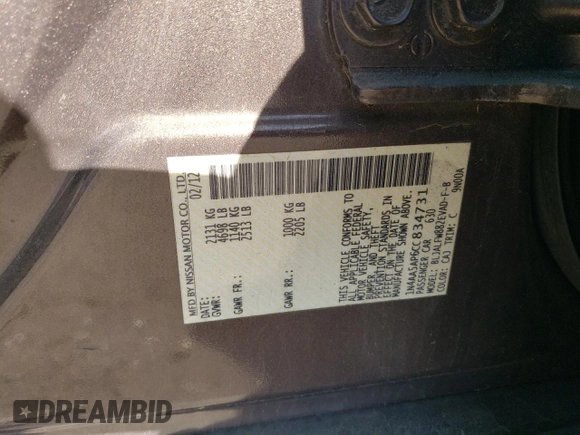 MFD BY NISSAN MOTOR CO., LTD.
DATE: 02/12
GVWR: 2131 KG
4698 LB
GAWR FR.: 1140 KG
2513 LB
GAWR RR.: 1000 KG
2205 LB
THIS VEHICLE CONFORMS TO
ALL APPLICABLE FEDERAL
MOTOR VEHICLE SAFETY,
BUMPER, AND THEFT
PREVENTION STANDARDS IN
EFFECT ON THE DATE OF
MANUFACTURE SHOWN ABOVE.
1N4AA5AP6CC834731
PASSENGER CAR 630
MODEL: BLJALFWB82EVAD-F-B
COLOR: CAJ TRIM: C 9N00A
DREAMBID